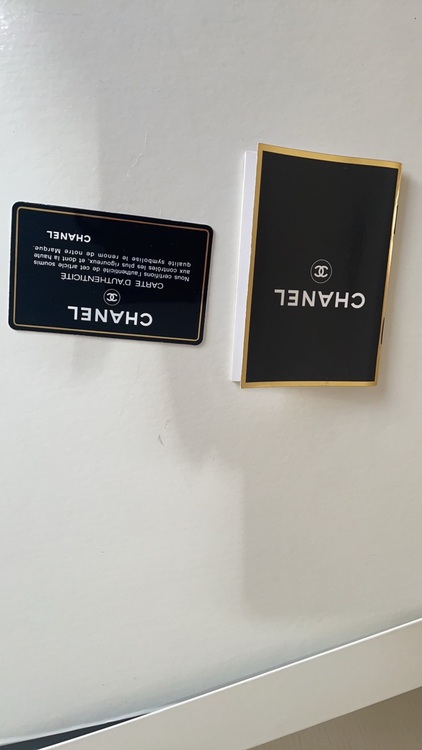 CHANEL
CARTE D'AUTHENTICITÉ
Nous certifions l'authenticité de cet article soumis
aux contrôles les plus rigoureux, et dont la haute
qualité symbolise le renom de notre Marque.
CHANEL
CHANEL